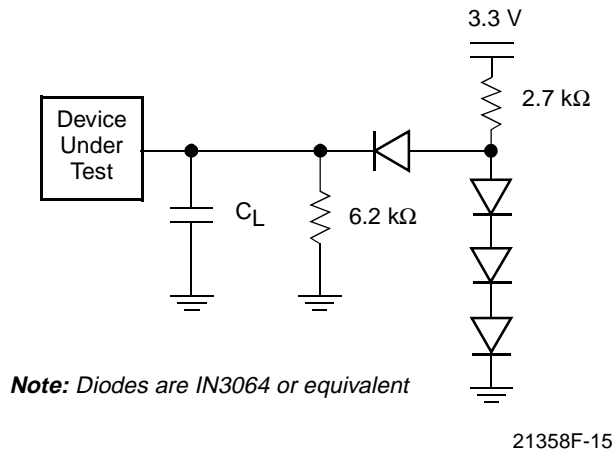 3.3 V
2.7 kΩ
Device
Under
Test
CL
6.2 kΩ
Note: Diodes are IN3064 or equivalent
21358F-15